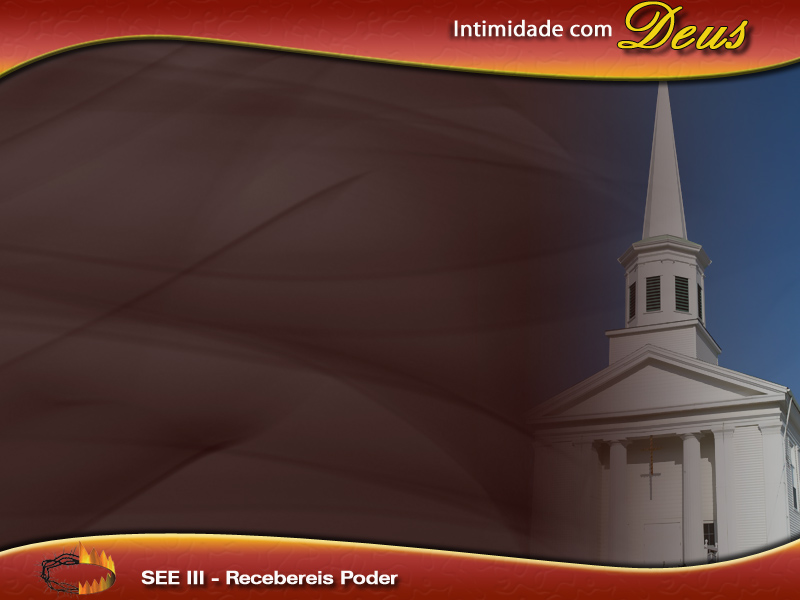 Intimidade com Deus
SEE III - Recebereis Poder